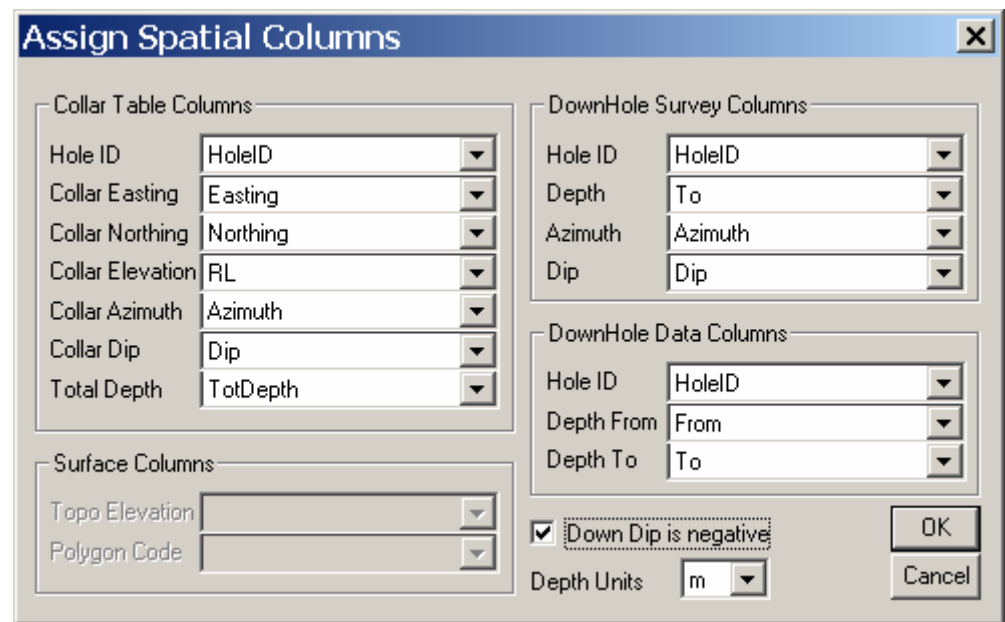 Assign Spatial Columns
Collar Table Columns
Hole ID HoleID
Collar Easting Easting
Collar Northing Northing
Collar Elevation RL
Collar Azimuth Azimuth
Collar Dip Dip
Total Depth TotDepth
Surface Columns
Topo Elevation
Polygon Code
DownHole Survey Columns
Hole ID HoleID
Depth To
Azimuth Azimuth
Dip Dip
DownHole Data Columns
Hole ID HoleID
Depth From From
Depth To To
Down Dip is negative
Depth Units m
OK
Cancel